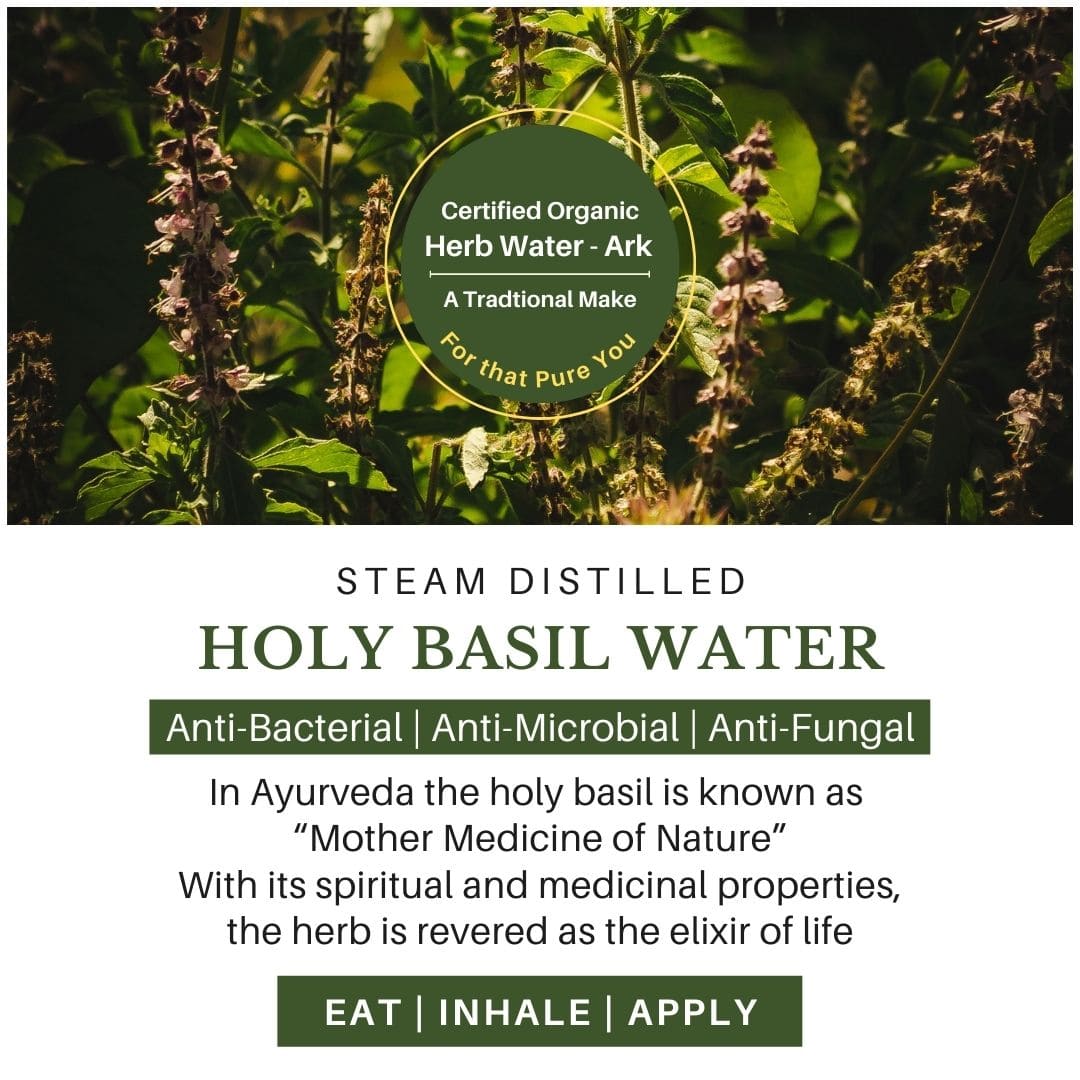 Certified Organic
Herb Water - Ark
A Tradtional Make
For that Pure You
STEAM DISTILLED
HOLY BASIL WATER
Anti-Bacterial | Anti-Microbial | Anti-Fungal
In Ayurveda the holy basil is known as
“Mother Medicine of Nature”
With its spiritual and medicinal properties,
the herb is revered as the elixir of life
EAT | INHALE | APPLY